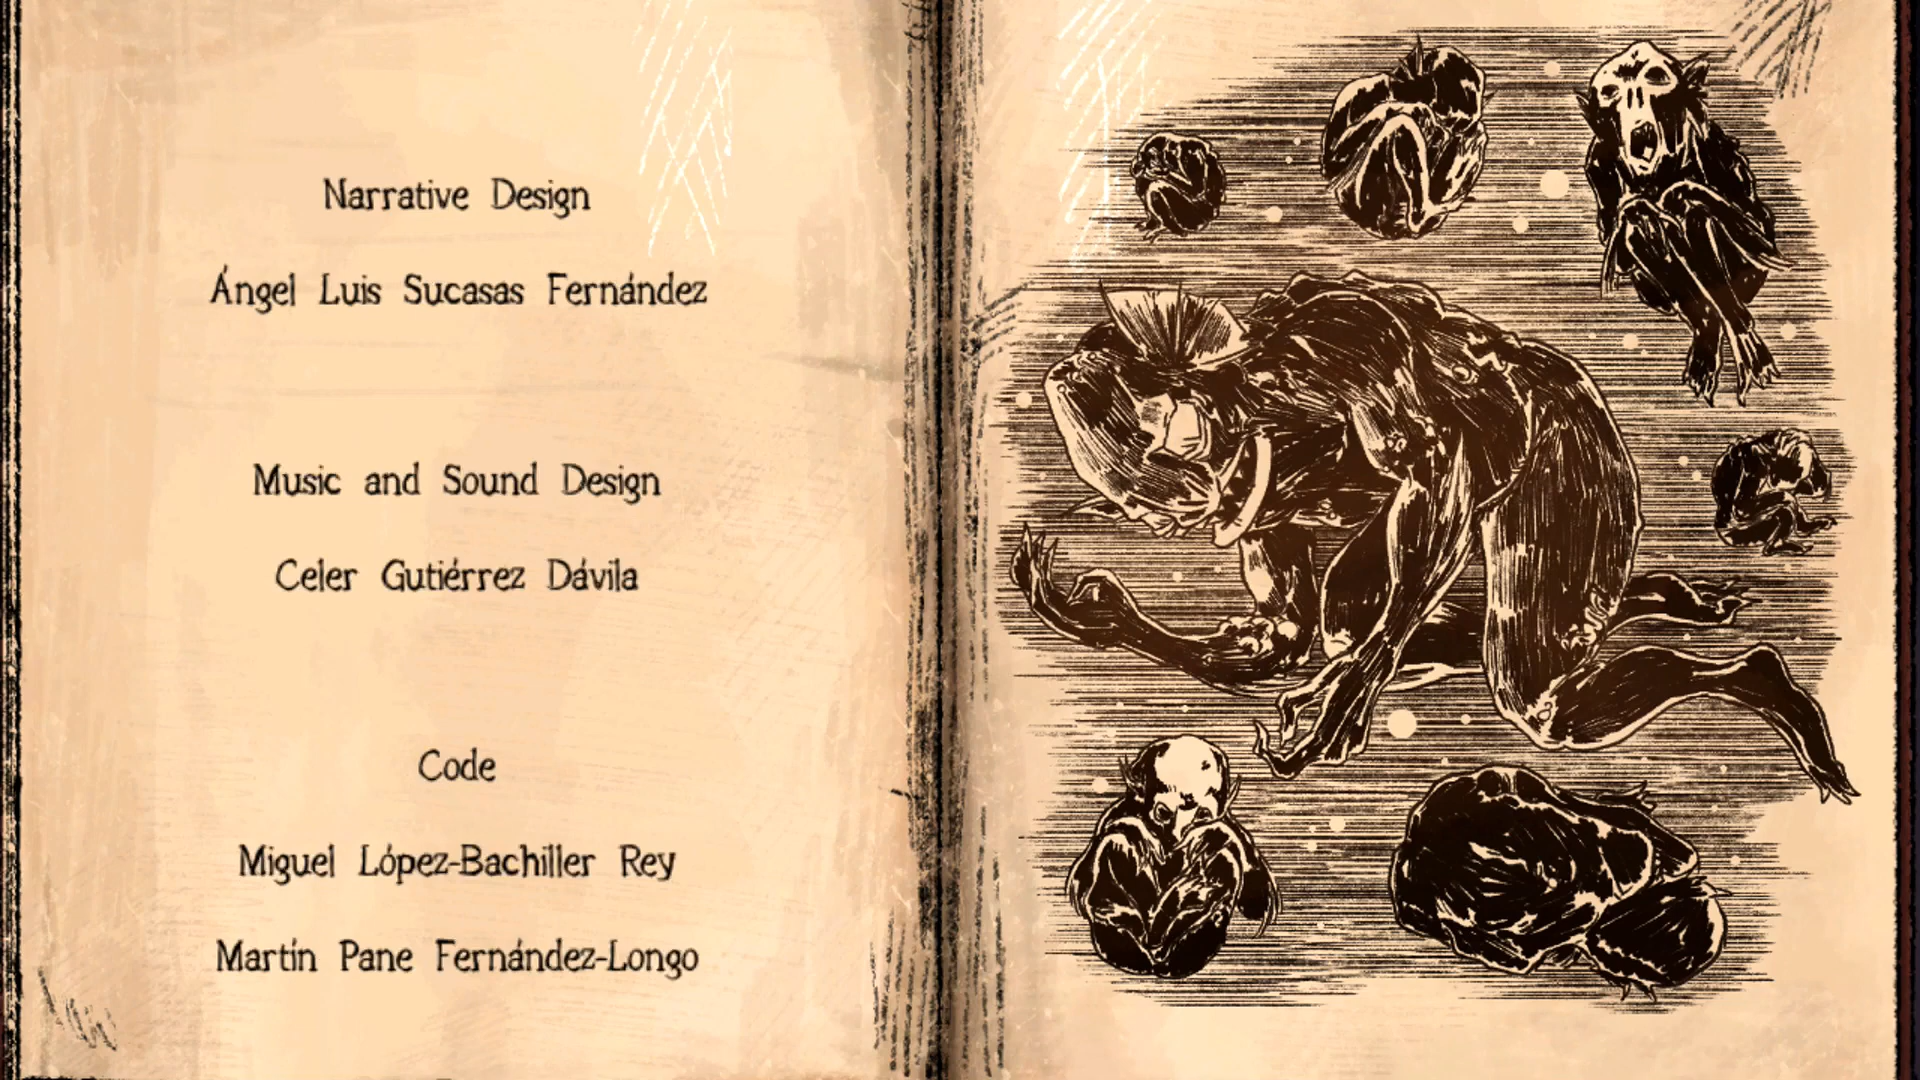 Narrative Design
Ángel Luis Sucasas Fernández
Music and Sound Design
Celer Gutiérrez Dávila
Code
Miguel López-Bachiller Rey
Martín Pane Fernández-Longo